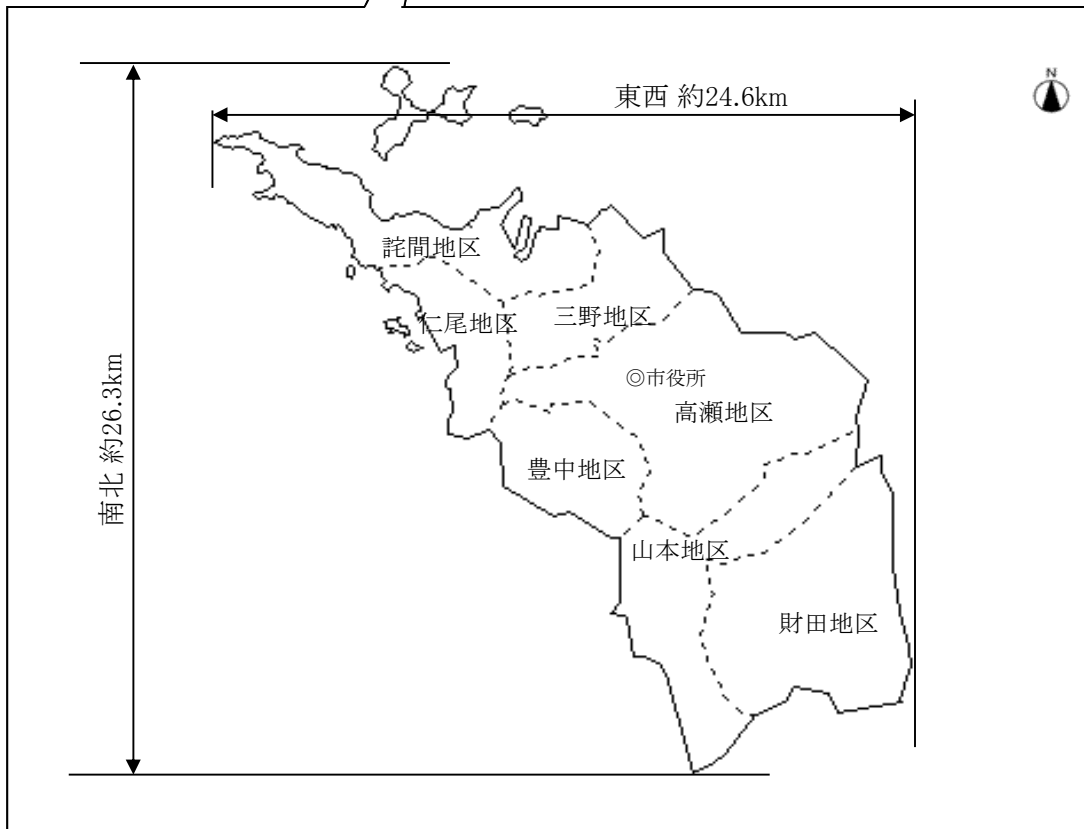 N
東西 約24.6km
詫間地区
仁尾地区
三野地区
◎市役所
高瀬地区
南北 約26.3km
豊中地区
山本地区
財田地区